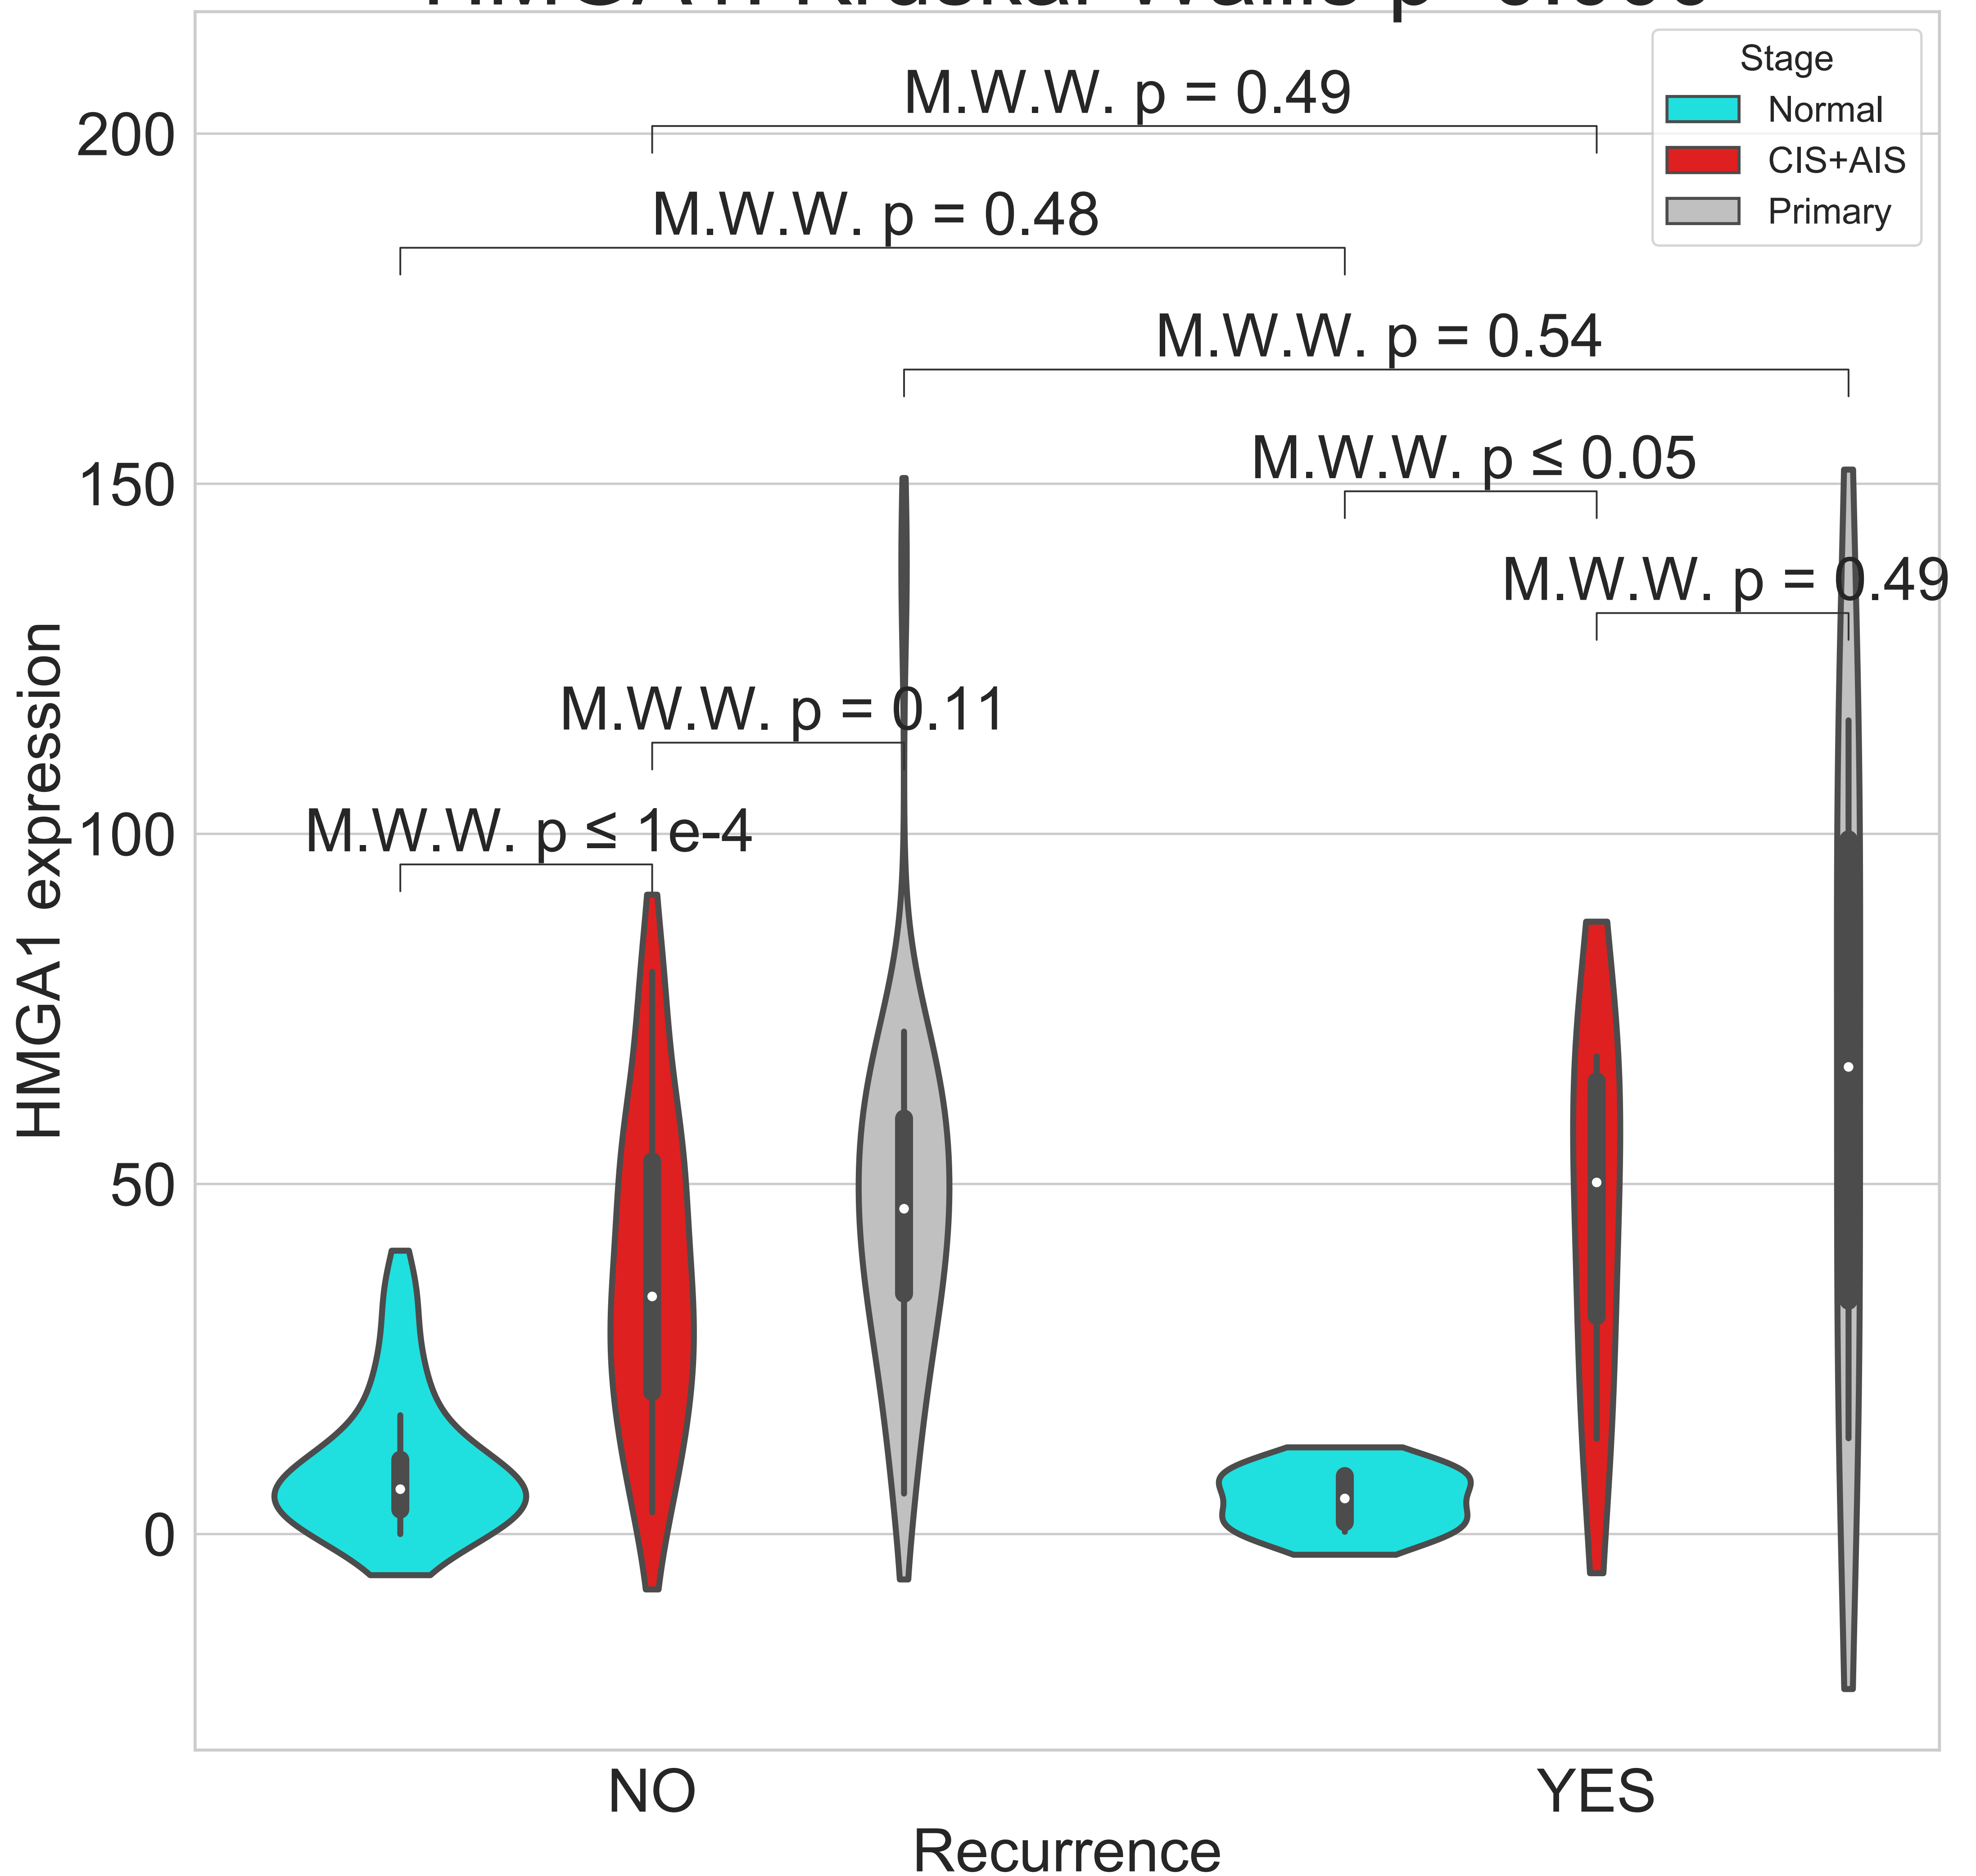 Stage
Normal
CIS+AIS
Primary
M.W.W. p = 0.49
200
M.W.W. p = 0.48
M.W.W. p = 0.54
M.W.W. p ≤ 0.05
150
M.W.W. p = 0.49
M.W.W. p = 0.11
M.W.W. p ≤ 1e-4
100
HMGA1 expression
50
0
NO
YES
Recurrence